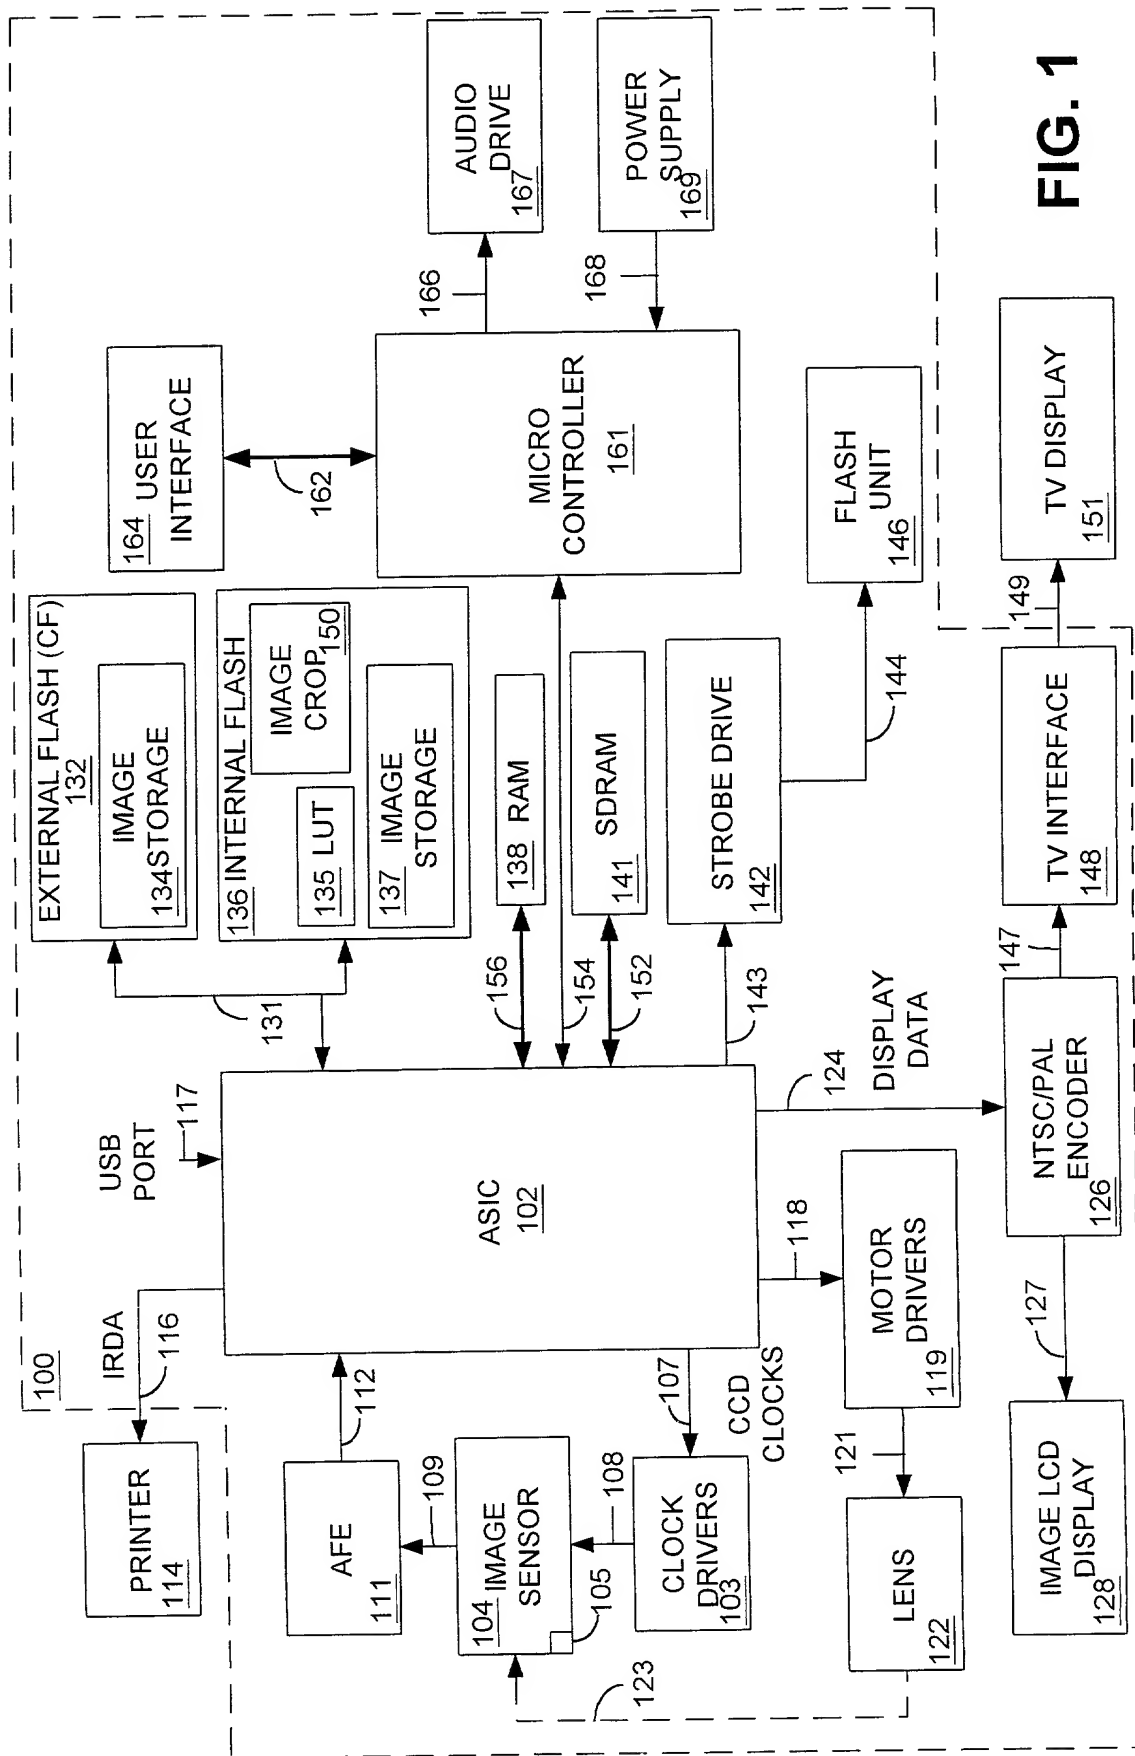 100
PRINTER
114
IRDA
116
USB
PORT
117
EXTERNAL FLASH (CF)
132
IMAGE
134 STORAGE
131
136 INTERNAL FLASH
IMAGE
CROP 150
135 LUT
137 IMAGE
STORAGE
164 USER
INTERFACE
162
AFE
111
112
109
104 IMAGE
SENSOR
105
108
CLOCK
DRIVERS
103
107
CCD
CLOCKS
ASIC
102
156
138 RAM
154
152
SDRAM
141
MICRO
CONTROLLER
161
166
AUDIO
DRIVE
167
168
POWER
SUPPLY
169
143
STROBE DRIVE
142
144
FLASH
UNIT
146
123
LENS
122
121
MOTOR
DRIVERS
119
118
124
DISPLAY
DATA
IMAGE LCD
DISPLAY
128
127
NTSC/PAL
ENCODER
126
147
TV INTERFACE
148
149
TV DISPLAY
151
FIG. 1